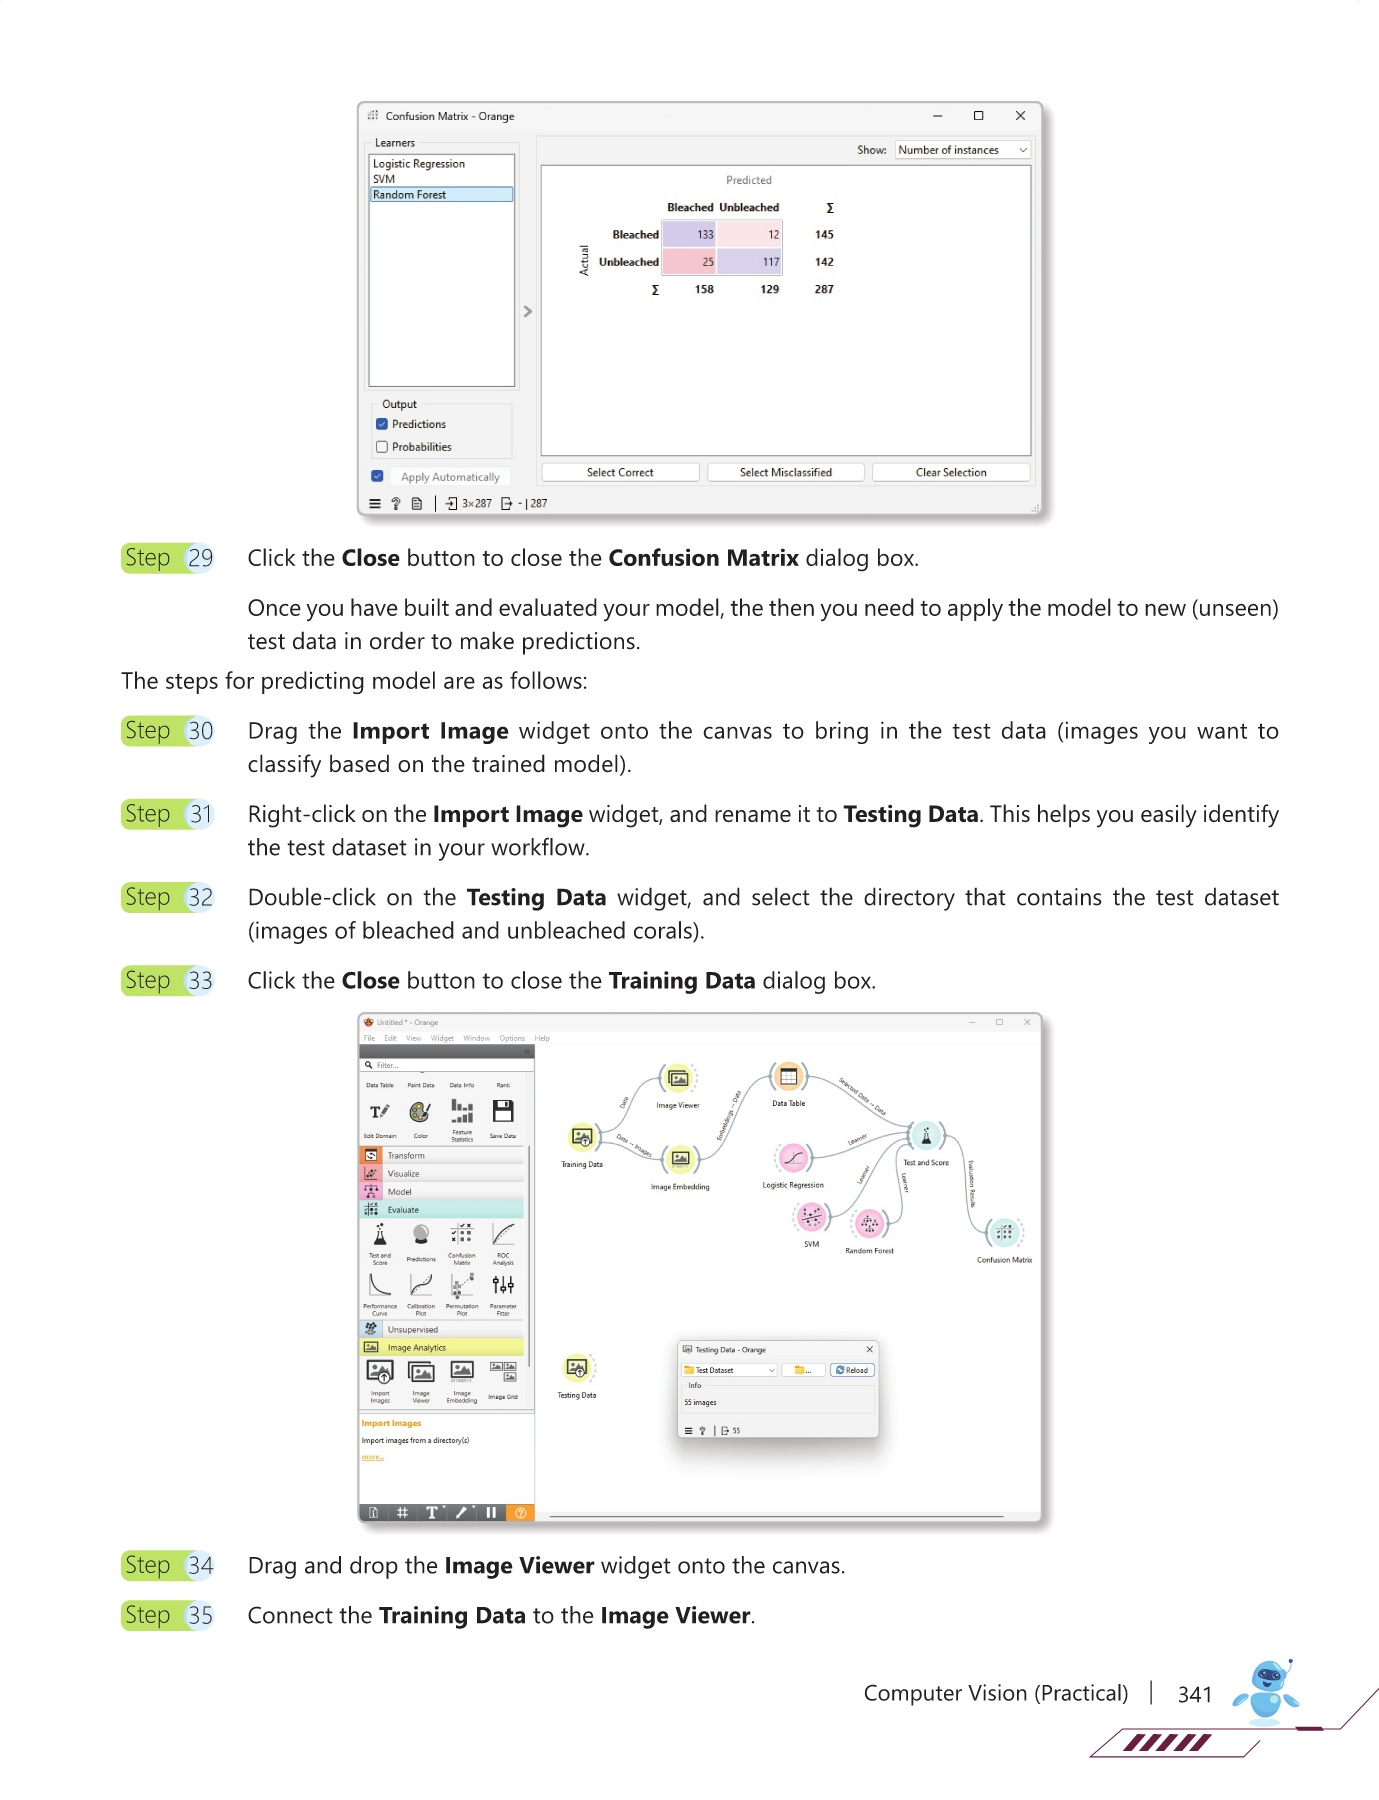 Confusion Matrix - Orange
Learners
Logistic Regression
SVM
Random Forest
Output
Predictions
Probabilities
Apply Automatically
3×287 - | 287
Show: Number of instances
Predicted
Bleached Unbleached Σ
Actual
Bleached 133 12 145
Unbleached 25 117 142
Σ 158 129 287
Select Correct Select Misclassified Clear Selection
Step 29 Click the Close button to close the Confusion Matrix dialog box.
Once you have built and evaluated your model, the then you need to apply the model to new (unseen)
test data in order to make predictions.
The steps for predicting model are as follows:
Step 30 Drag the Import Image widget onto the canvas to bring in the test data (images you want to
classify based on the trained model).
Step 31 Right-click on the Import Image widget, and rename it to Testing Data. This helps you easily identify
the test dataset in your workflow.
Step 32 Double-click on the Testing Data widget, and select the directory that contains the test dataset
(images of bleached and unbleached corals).
Step 33 Click the Close button to close the Training Data dialog box.
Untitled * - Orange
File Edit View Widget Window Options Help
Filter...
Data Table Paint Data Data Info Rank
Edit Domain Color Feature Statistics Save Data
Transform
Visualize
Model
Evaluate
Test and Score Predictions Confusion Matrix ROC Analysis
Performance Curve Calibration Plot Permutation Plot Parameter Fitter
Unsupervised
Image Analytics
Import Images Image Viewer Image Embedding Image Grid
Import Images
Import images from a directory(s)
more...
Training Data
Data
Image Viewer
Data → Images
Image Embedding
Embeddings → Data
Data Table
Selected Data → Data
Logistic Regression
Learner
SVM
Learner
Random Forest
Learner
Test and Score
Evaluation Results
Confusion Matrix
Testing Data
Testing Data - Orange
Test Dataset ... Reload
Info
55 images
55
Step 34 Drag and drop the Image Viewer widget onto the canvas.
Step 35 Connect the Training Data to the Image Viewer.
Computer Vision (Practical) | 341